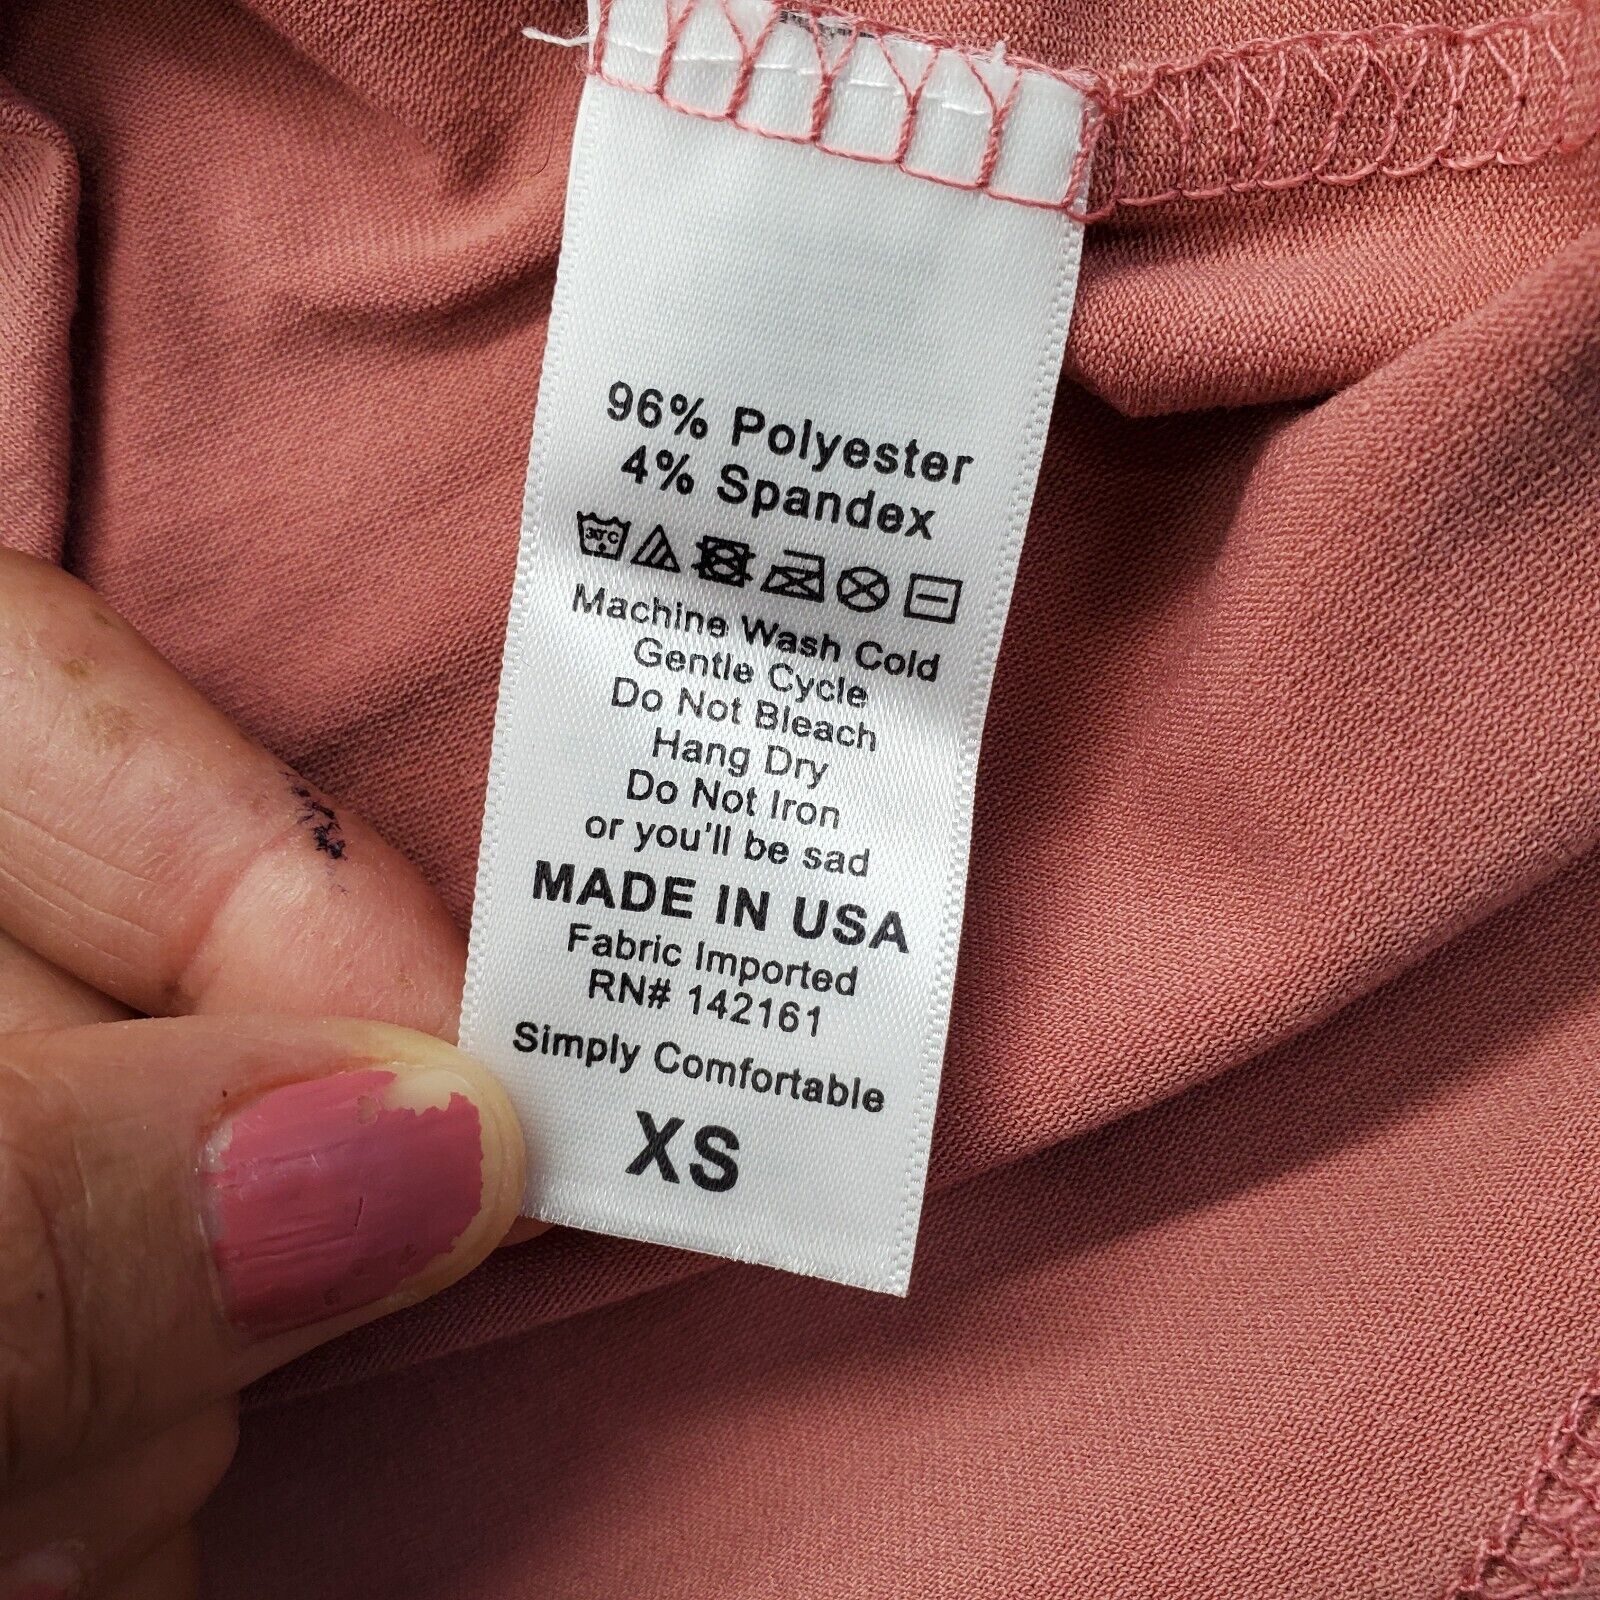 96% Polyester
4% Spandex
30°C
Machine Wash Cold
Gentle Cycle
Do Not Bleach
Hang Dry
Do Not Iron
or you'll be sad
MADE IN USA
Fabric Imported
RN# 142161
Simply Comfortable
XS